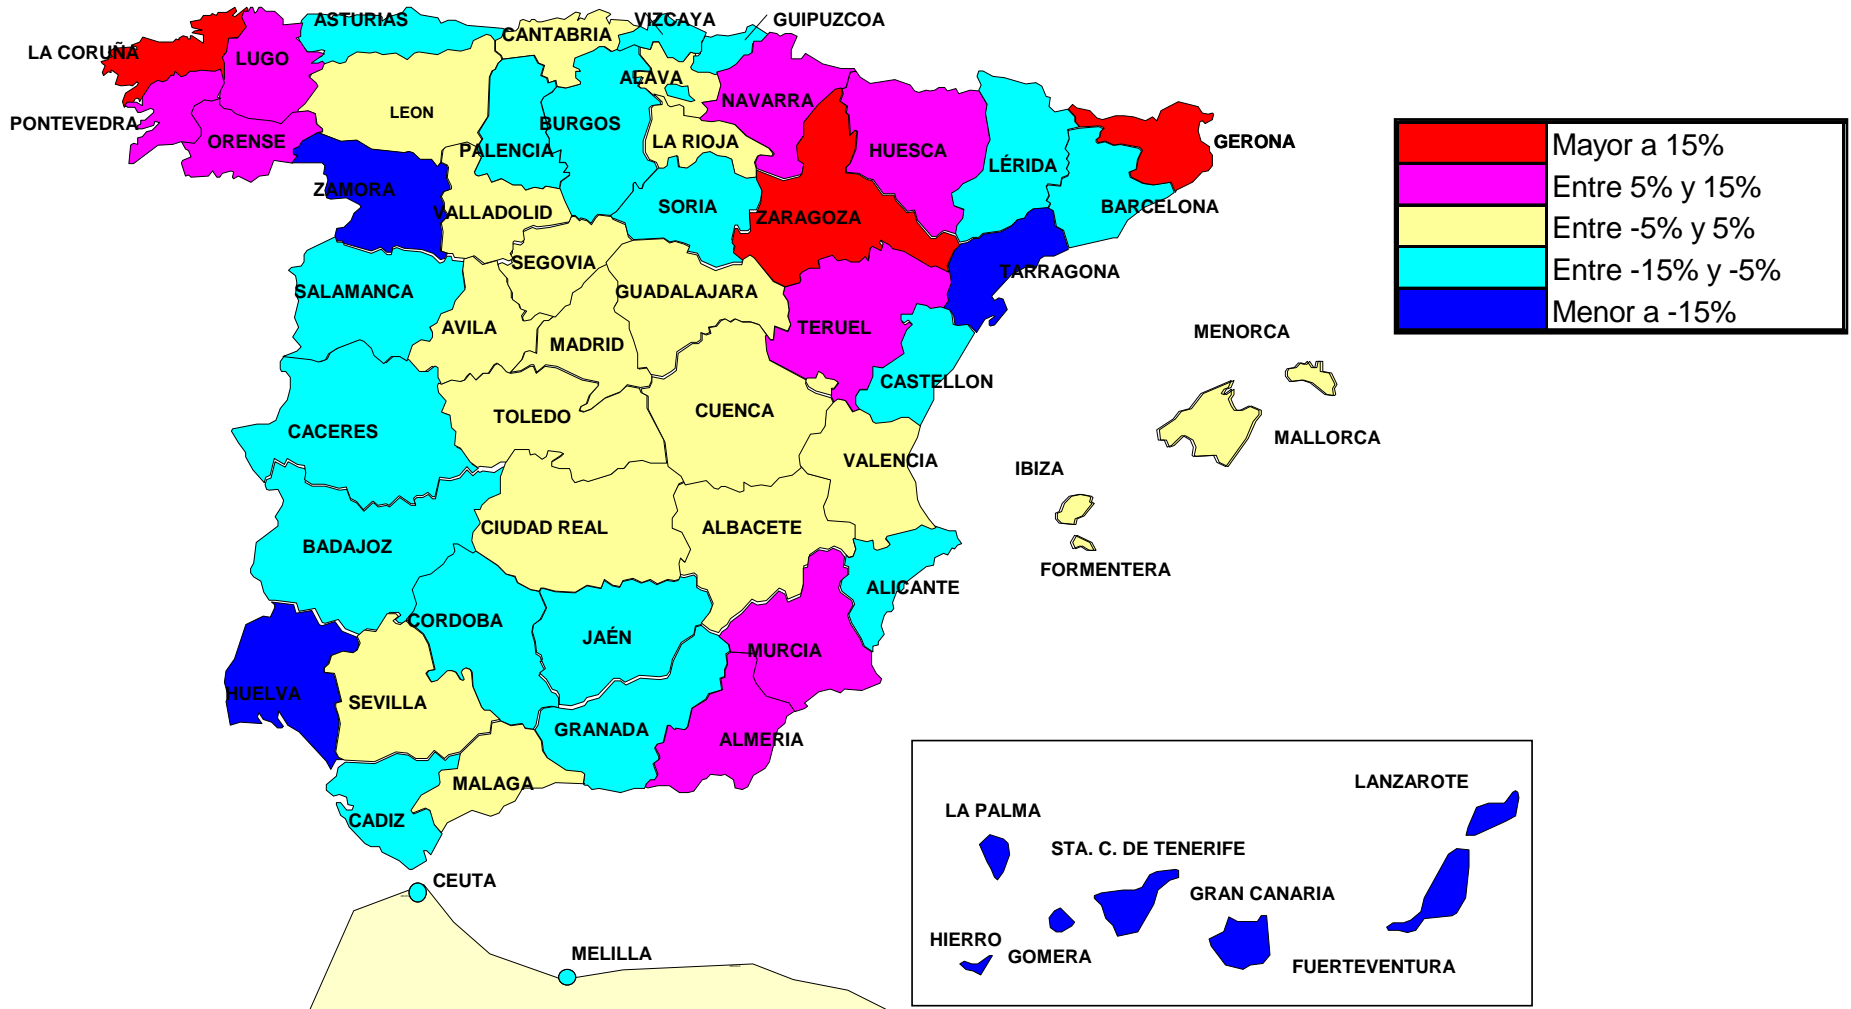 ASTURIAS
VIZCAYA
GUIPUZCOA
CANTABRIA
LA CORUÑA
LUGO
ALAVA
NAVARRA
LEON
PONTEVEDRA
BURGOS
ORENSE
PALENCIA
LA RIOJA
HUESCA
LÉRIDA
GERONA
ZAMORA
VALLADOLID
SORIA
ZARAGOZA
BARCELONA
SEGOVIA
TARRAGONA
SALAMANCA
GUADALAJARA
AVILA
TERUEL
MADRID
CASTELLON
CACERES
TOLEDO
CUENCA
VALENCIA
BADAJOZ
CIUDAD REAL
ALBACETE
ALICANTE
CORDOBA
JAÉN
MURCIA
HUELVA
SEVILLA
GRANADA
ALMERIA
MALAGA
CADIZ
CEUTA
MELILLA
Mayor a 15%
Entre 5% y 15%
Entre -5% y 5%
Entre -15% y -5%
Menor a -15%
MENORCA
MALLORCA
IBIZA
FORMENTERA
LANZAROTE
LA PALMA
STA. C. DE TENERIFE
GRAN CANARIA
HIERRO
GOMERA
FUERTEVENTURA